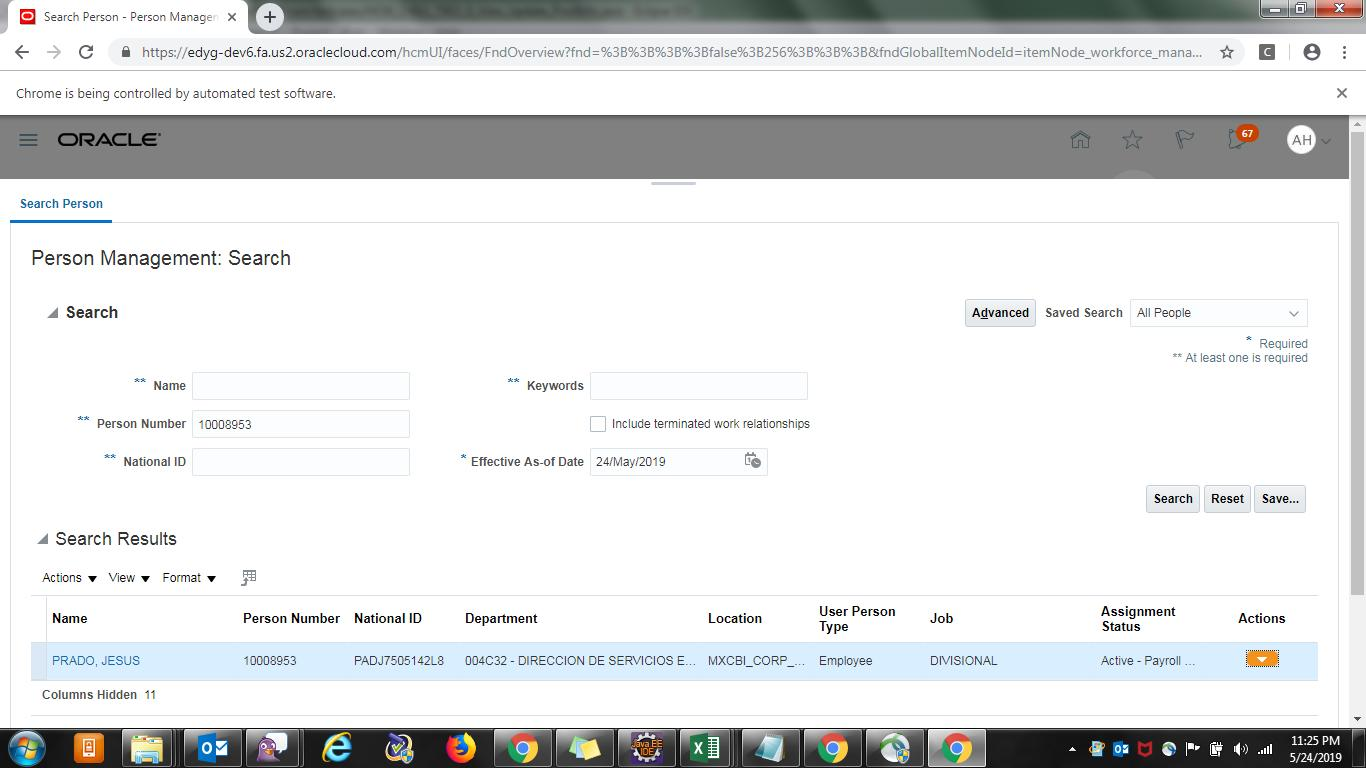 Search Person - Person Managen
https://edyg-dev6.fa.us2.oraclecloud.com/hcmUI/faces/FndOverview?fnd=%3B%3B%3B%3Bfalse%3B256%3B%3B%3B&fndGlobalItemNodeId=itemNode_workforce_mana...
C
Chrome is being controlled by automated test software.
ORACLE
67
AH
Search Person
Person Management: Search
Search
Advanced Saved Search All People
* Required
** At least one is required
** Name
** Keywords
** Person Number 10008953
Include terminated work relationships
** National ID
* Effective As-of Date 24/May/2019
Search Reset Save...
Search Results
Actions View Format
Name Person Number National ID Department Location User Person Type Job Assignment Status Actions
PRADO, JESUS 10008953 PADJ7505142L8 004C32 - DIRECCION DE SERVICIOS E... MXCBI_CORP_... Employee DIVISIONAL Active - Payroll ...
Columns Hidden 11
Java EE
IDE
11:25 PM
5/24/2019